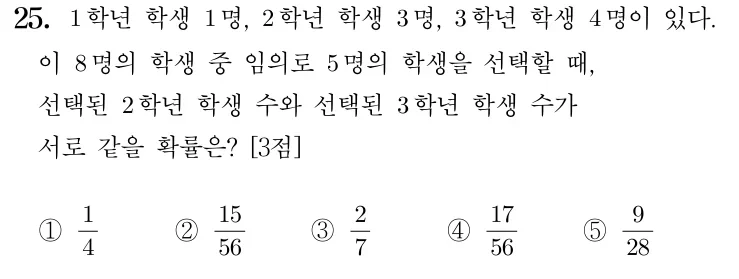 25. 1학년 학생 1명, 2학년 학생 3명, 3학년 학생 4명이 있다.
이 8명의 학생 중 임의로 5명의 학생을 선택할 때,
선택된 2학년 학생 수와 선택된 3학년 학생 수가
서로 같을 확률은? [3점]
① 1/4 ② 15/56 ③ 2/7 ④ 17/56 ⑤ 9/28